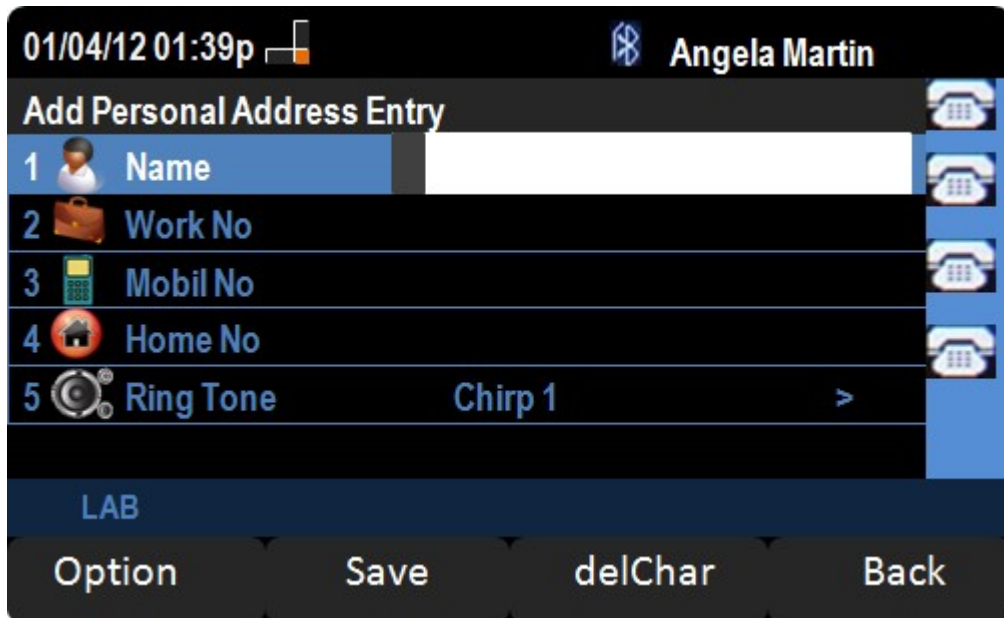 01/04/12 01:39p Angela Martin
Add Personal Address Entry
1 Name
2 Work No
3 Mobil No
4 Home No
5 Ring Tone Chirp 1 >
LAB
Option Save delChar Back